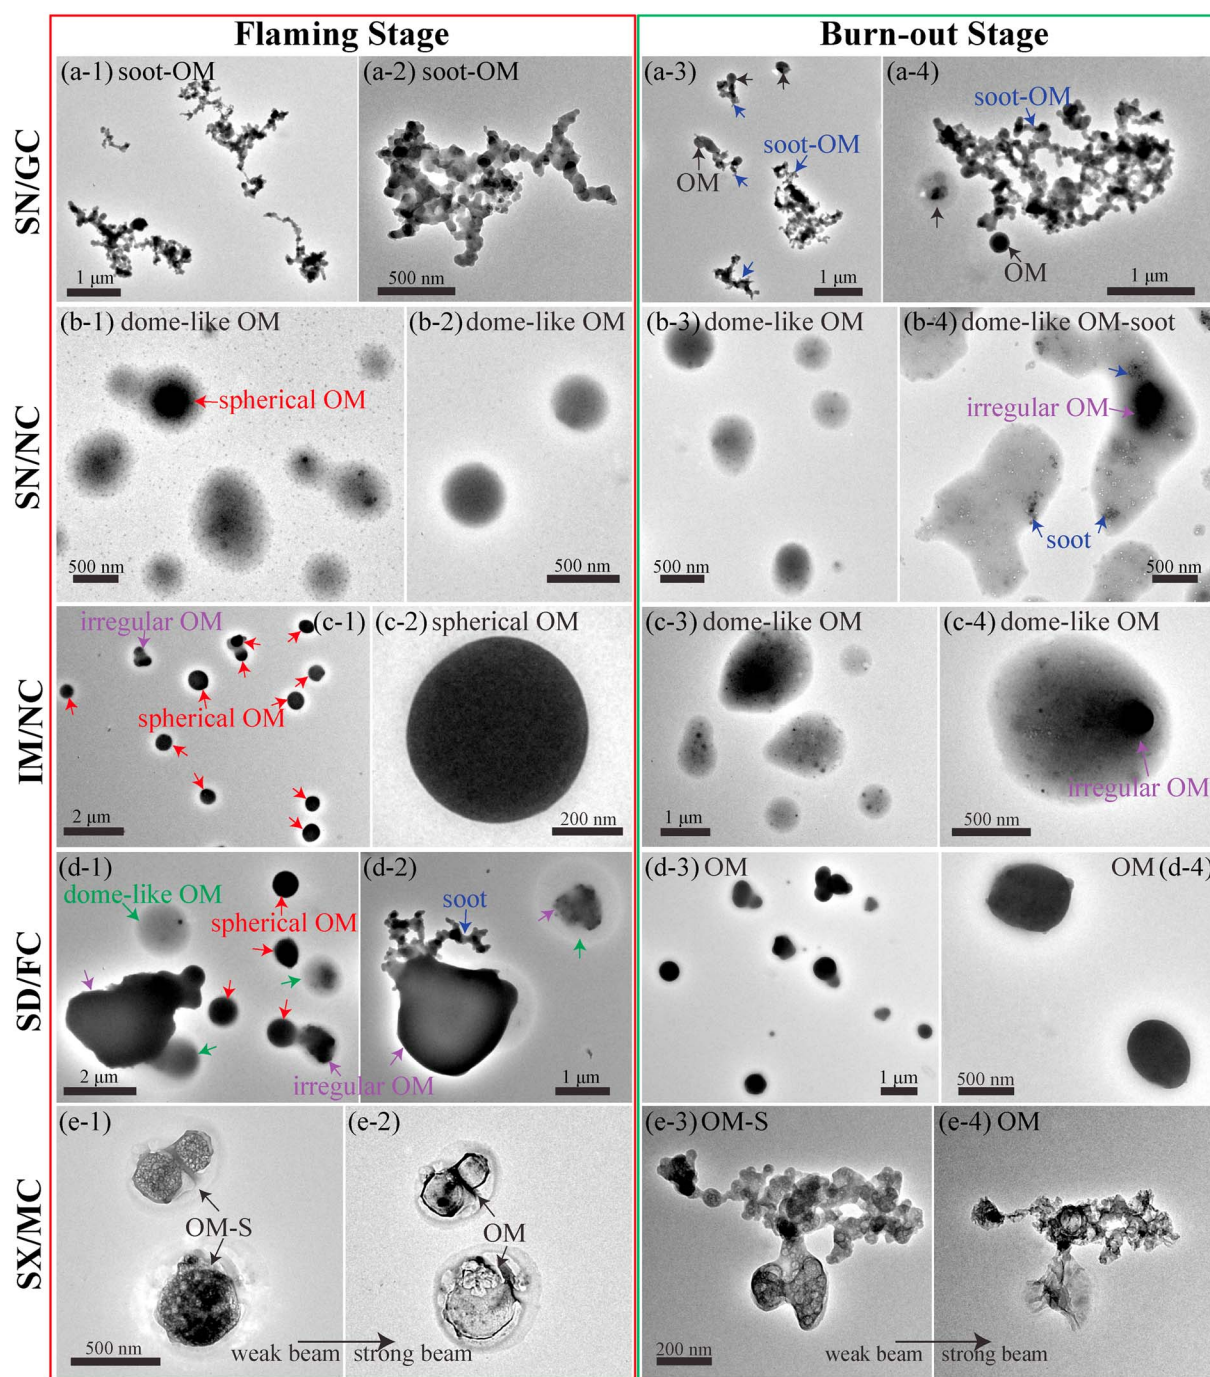 Flaming Stage
Burn-out Stage
SN/GC
(a-1) soot-OM
1 μm
(a-2) soot-OM
500 nm
(a-3)
soot-OM
OM
1 μm
(a-4)
soot-OM
OM
1 μm
SN/NC
(b-1) dome-like OM
spherical OM
500 nm
(b-2) dome-like OM
500 nm
(b-3) dome-like OM
500 nm
(b-4) dome-like OM-soot
irregular OM
soot
500 nm
IM/NC
(c-1)
irregular OM
spherical OM
2 μm
(c-2) spherical OM
200 nm
(c-3) dome-like OM
1 μm
(c-4) dome-like OM
irregular OM
500 nm
SD/FC
(d-1)
dome-like OM
spherical OM
irregular OM
2 μm
(d-2)
soot
1 μm
(d-3) OM
1 μm
OM (d-4)
500 nm
SX/MC
(e-1)
OM-S
500 nm
weak beam
(e-2)
OM
strong beam
(e-3) OM-S
200 nm
weak beam
(e-4) OM
strong beam